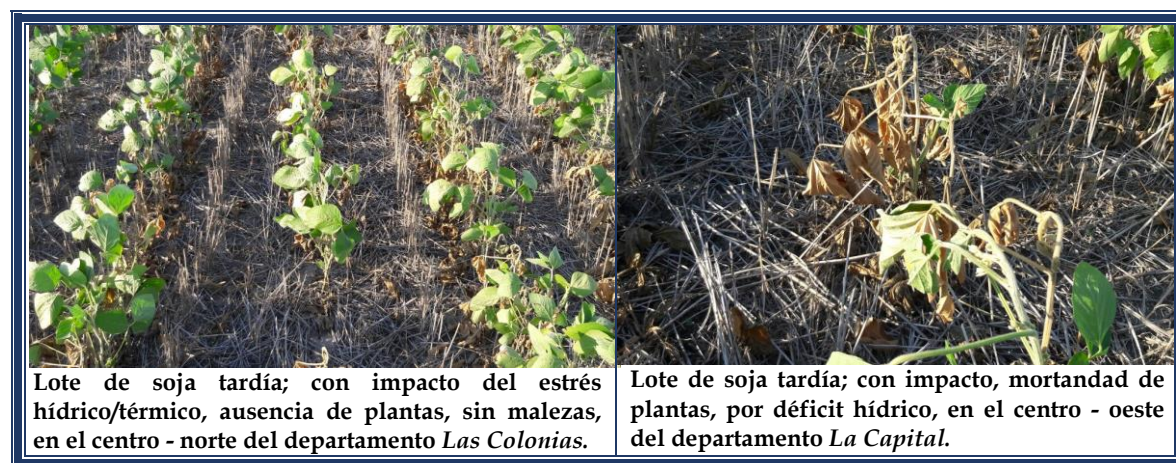 Lote de soja tardía; con impacto del estrés
hídrico/térmico, ausencia de plantas, sin malezas,
en el centro - norte del departamento Las Colonias.
Lote de soja tardía; con impacto, mortandad de
plantas, por déficit hídrico, en el centro - oeste
del departamento La Capital.